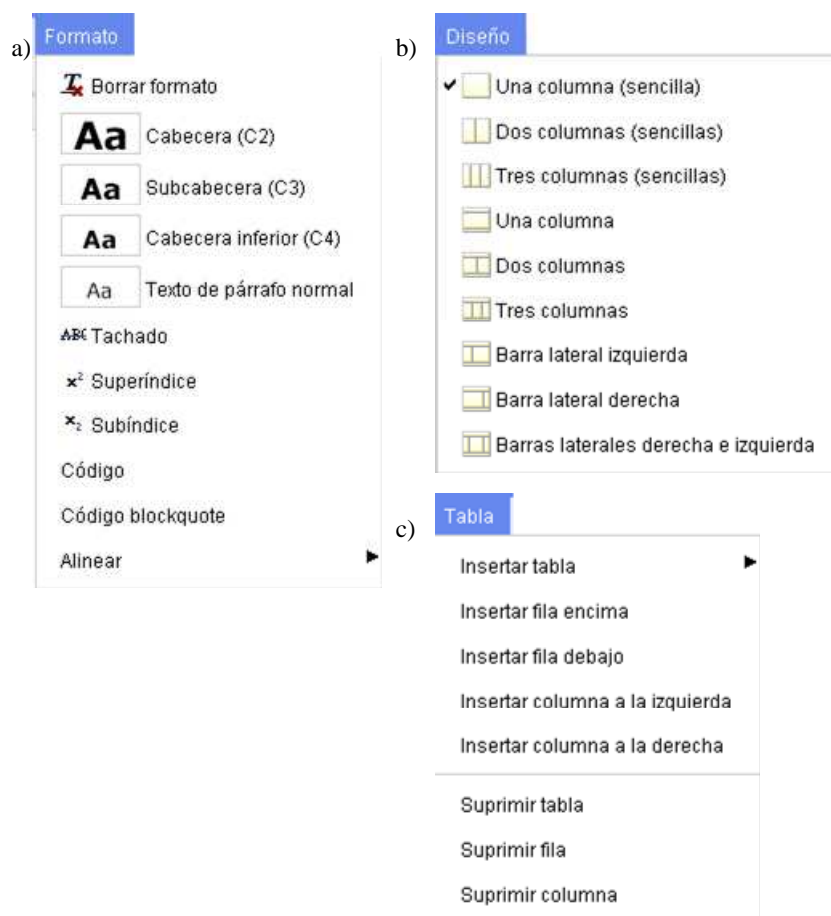 a)
Formato
Borrar formato
Aa Cabecera (C2)
Aa Subcabecera (C3)
Aa Cabecera inferior (C4)
Aa Texto de párrafo normal
ABC Tachado
x² Superíndice
x₂ Subíndice
Código
Código blockquote
Alinear
b)
Diseño
Una columna (sencilla)
Dos columnas (sencillas)
Tres columnas (sencillas)
Una columna
Dos columnas
Tres columnas
Barra lateral izquierda
Barra lateral derecha
Barras laterales derecha e izquierda
c)
Tabla
Insertar tabla
Insertar fila encima
Insertar fila debajo
Insertar columna a la izquierda
Insertar columna a la derecha
Suprimir tabla
Suprimir fila
Suprimir columna